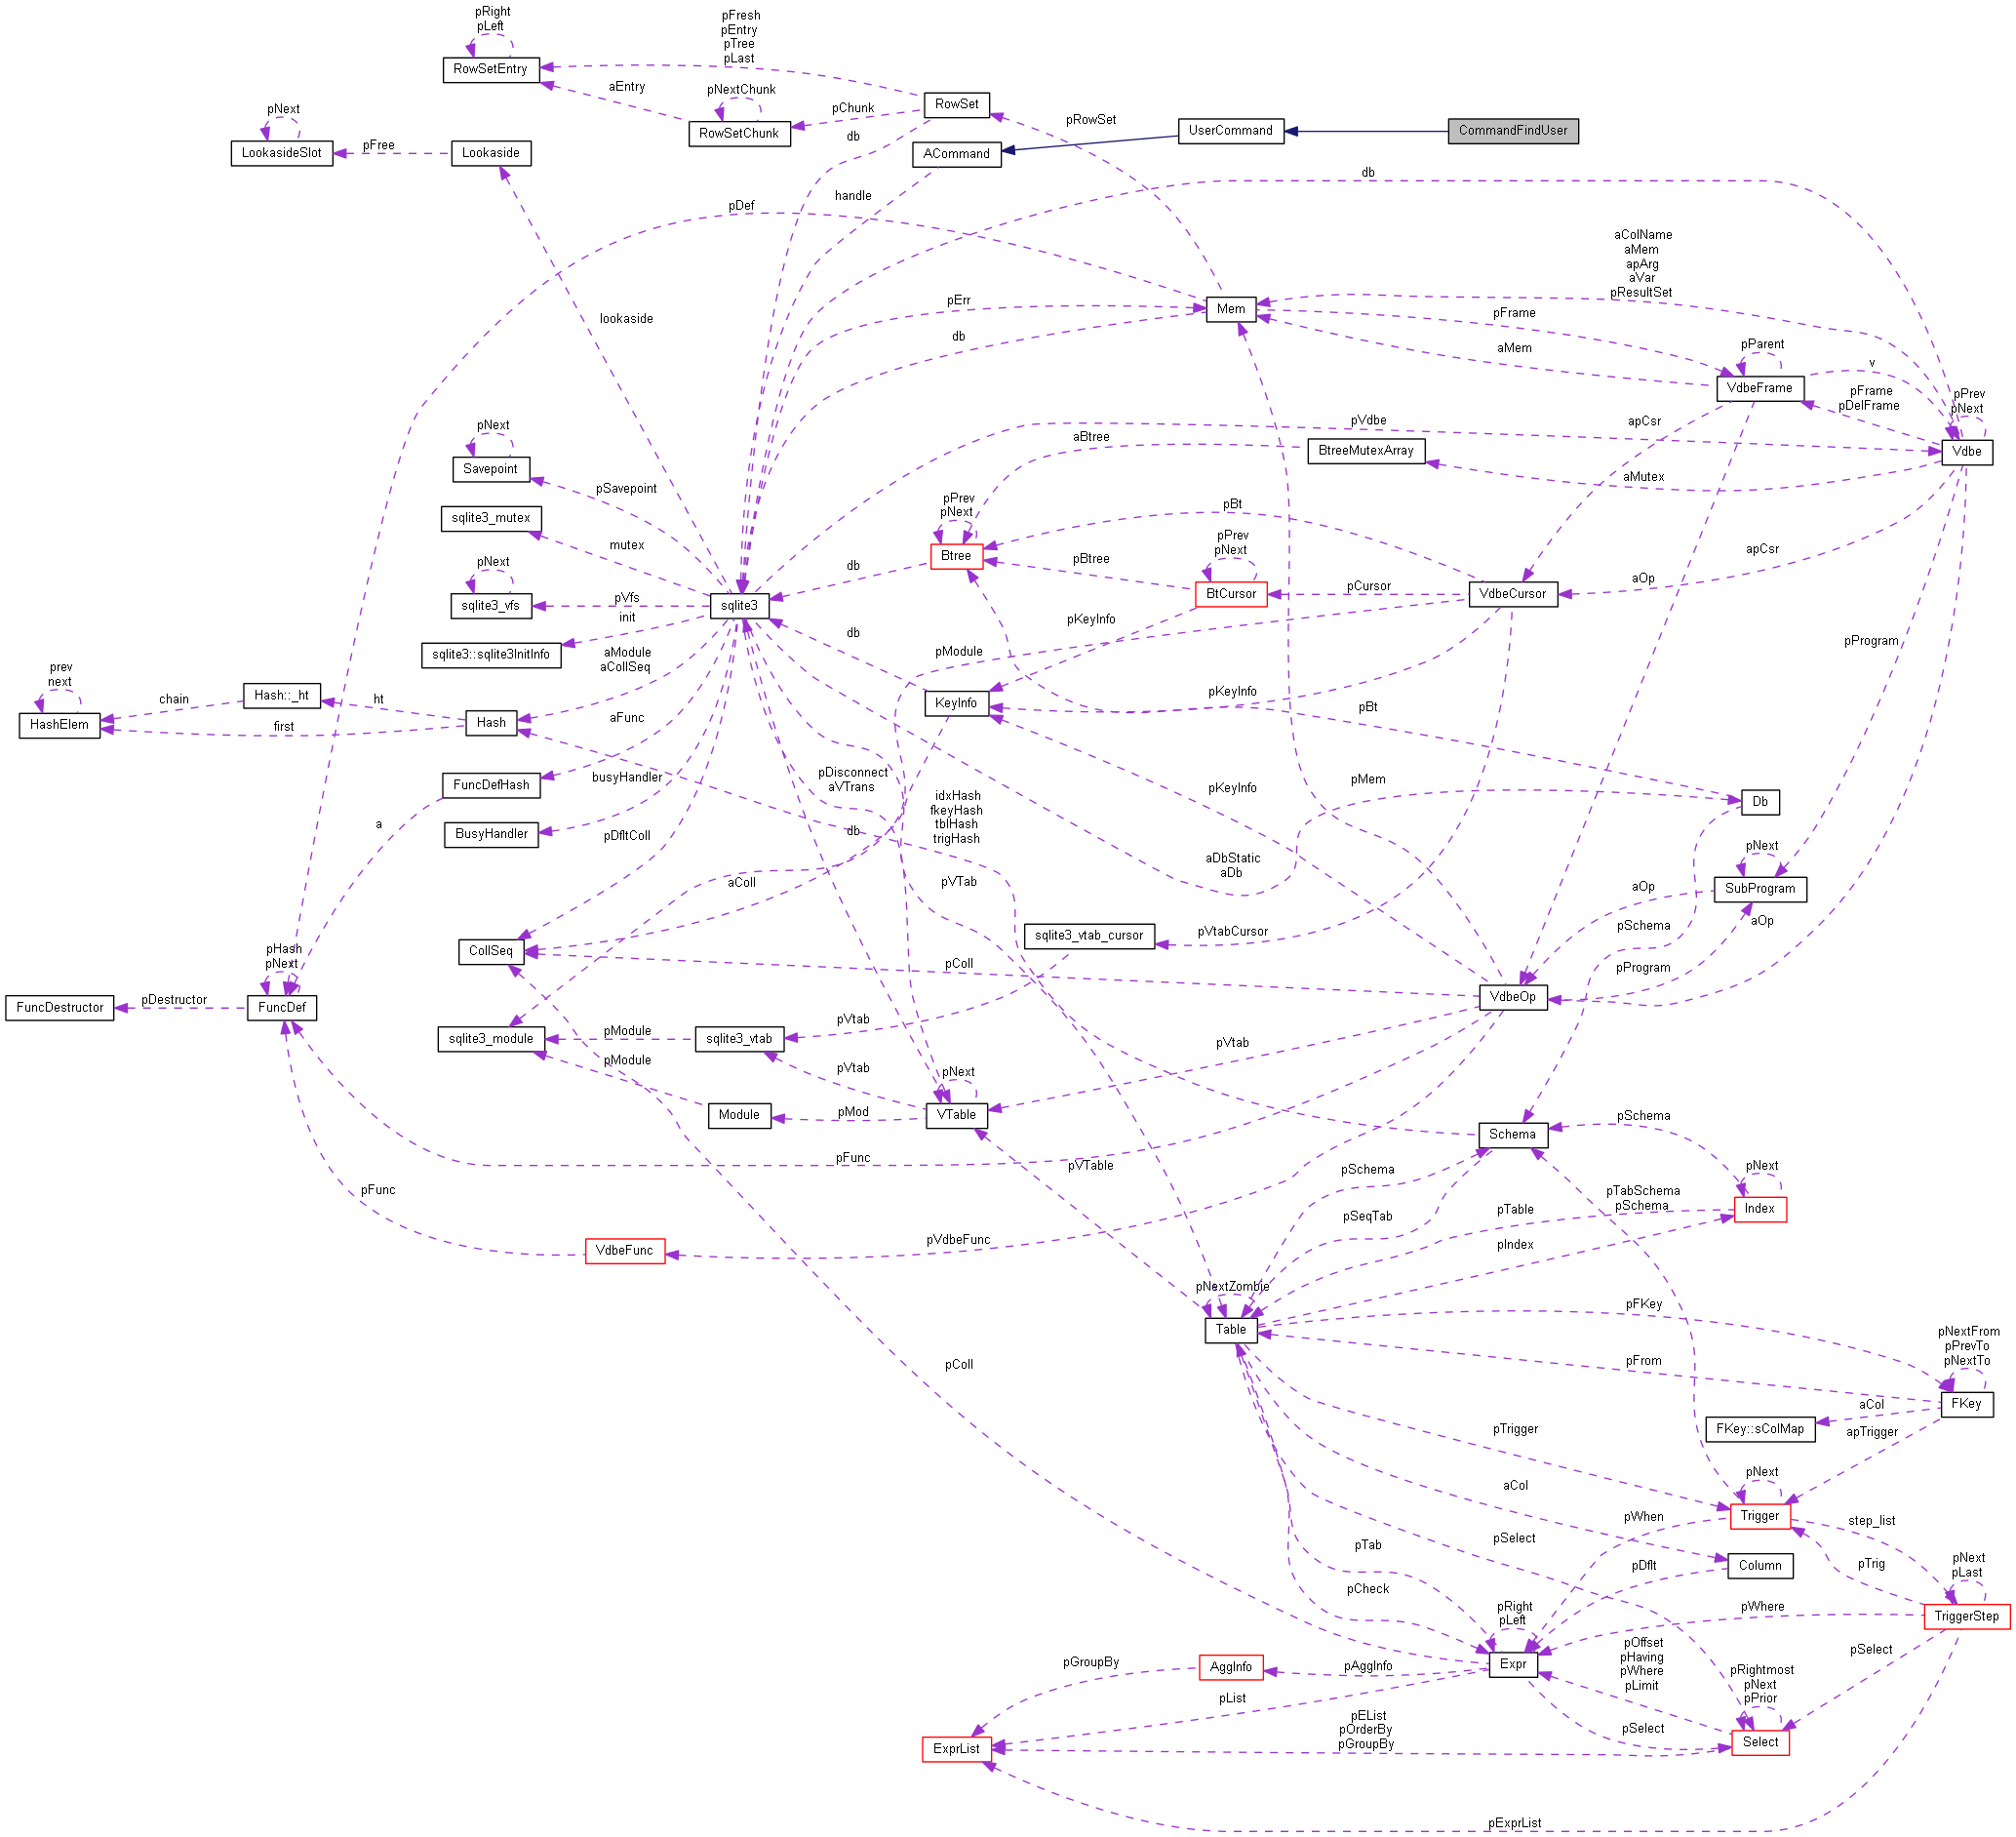 pRight
pLeft
RowSetEntry
pFresh
pEntry
pTree
pLast
aEntry
pNextChunk
RowSetChunk
pChunk
RowSet
pRowSet
UserCommand
CommandFindUser
pNext
LookasideSlot
pFree
Lookaside
db
ACommand
handle
db
pDef
lookaside
pErr
db
Mem
aColName
aMem
apArg
aVar
pResultSet
pFrame
aMem
pParent
VdbeFrame
v
pFrame
pDelFrame
pPrev
pNext
Vdbe
pVdbe
apCsr
aMutex
aBtree
BtreeMutexArray
pNext
Savepoint
pSavepoint
sqlite3_mutex
mutex
pNext
sqlite3_vfs
pVfs
sqlite3
init
sqlite3::sqlite3InitInfo
pPrev
pNext
Btree
db
pBt
pBtree
pPrev
pNext
BtCursor
pCursor
VdbeCursor
apCsr
aOp
pKeyInfo
pProgram
aModule
aCollSeq
pModule
db
KeyInfo
pKeyInfo
pBt
prev
next
HashElem
chain
Hash::_ht
ht
first
Hash
aFunc
FuncDefHash
busyHandler
BusyHandler
a
pDfltColl
pDisconnect
aVTrans
idxHash
fkeyHash
tblHash
trigHash
db
pKeyInfo
pMem
Db
aDbStatic
aDb
aColl
pVTab
pNext
SubProgram
aOp
aOp
pSchema
pProgram
CollSeq
pColl
sqlite3_vtab_cursor
pVtabCursor
pHash
pNext
FuncDef
pDestructor
FuncDestructor
VdbeOp
sqlite3_module
pModule
sqlite3_vtab
pVtab
pVtab
pModule
pVtab
Module
pMod
pNext
VTable
pFunc
pVTable
Schema
pSchema
pNext
Index
pSchema
pSeqTab
pTable
pTabSchema
pSchema
pIndex
pFunc
VdbeFunc
pVdbeFunc
pNextZombie
Table
pFKey
pFrom
pNextFrom
pPrevTo
pNextTo
FKey
aCol
FKey::sColMap
apTrigger
pColl
pTrigger
aCol
pNext
Trigger
step_list
pWhen
pSelect
pTab
pDflt
Column
pTrig
pNext
pLast
TriggerStep
pCheck
pWhere
pRight
pLeft
Expr
pOffset
pHaving
pWhere
pLimit
pSelect
pRightmost
pNext
pPrior
Select
pSelect
pGroupBy
AggInfo
pAggInfo
pList
pEList
pOrderBy
pGroupBy
ExprList
pExprList